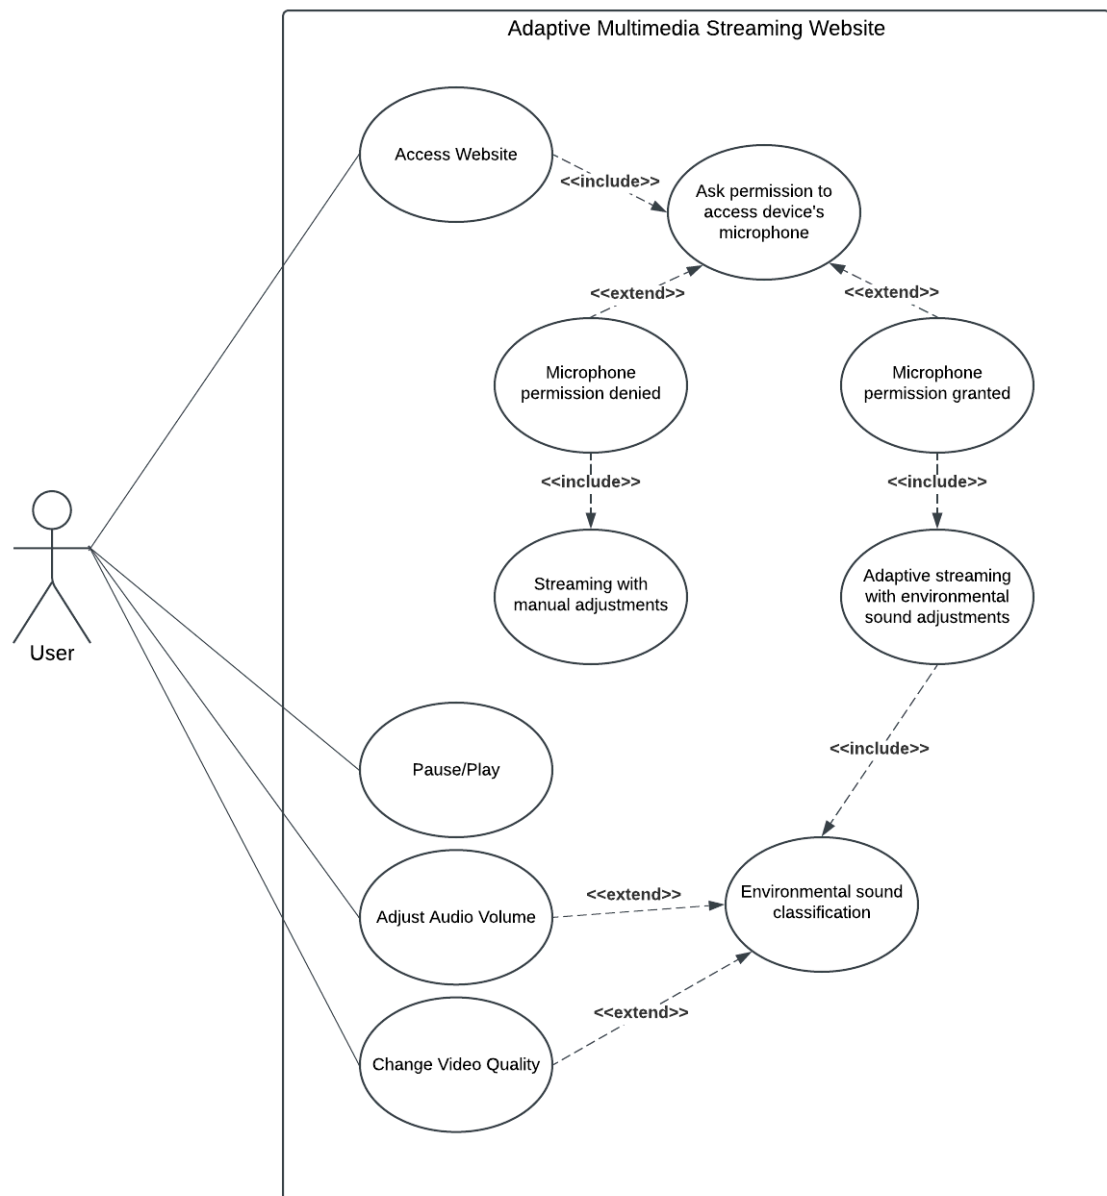 Adaptive Multimedia Streaming Website
Access Website
<<include>>
Ask permission to
access device's
microphone
<<extend>>
<<extend>>
Microphone
permission denied
Microphone
permission granted
<<include>>
<<include>>
Streaming with
manual adjustments
Adaptive streaming
with environmental
sound adjustments
User
<<include>>
Pause/Play
Adjust Audio Volume
<<extend>>
Environmental sound
classification
<<extend>>
Change Video Quality